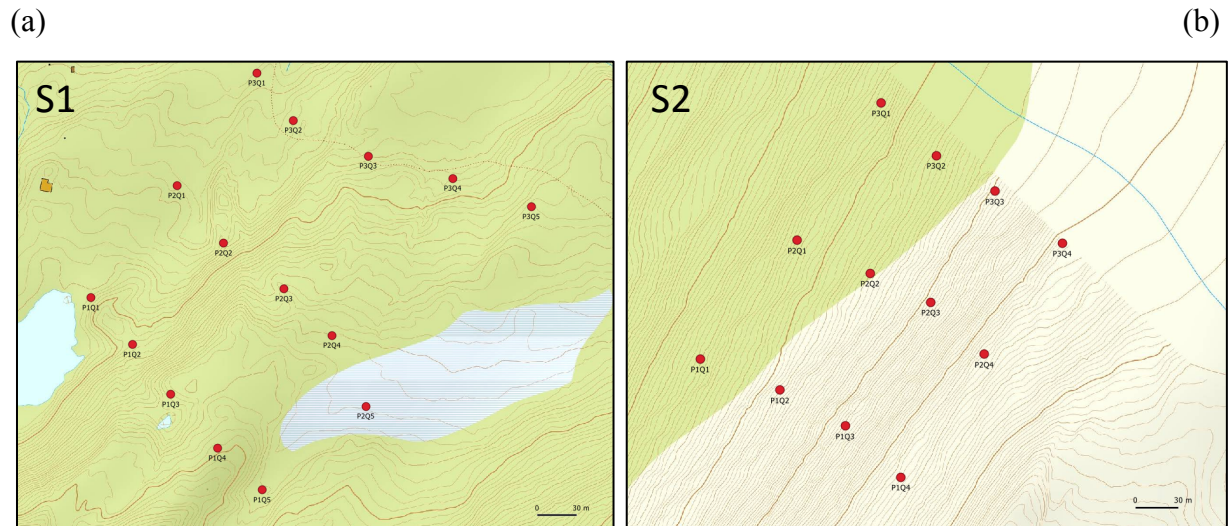 (a)
(b)
S1
P3Q1
P3Q2
P3Q3
P3Q4
P3Q5
P2Q1
P2Q2
P2Q3
P2Q4
P2Q5
P1Q1
P1Q2
P1Q3
P1Q4
P1Q5
0 30 m
S2
P3Q1
P3Q2
P3Q3
P3Q4
P2Q1
P2Q2
P2Q3
P2Q4
P1Q1
P1Q2
P1Q3
P1Q4
0 30 m